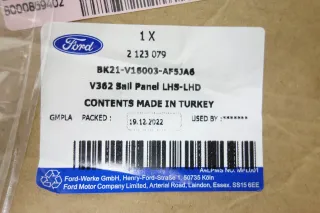 B000869402
Ford
1 X
2 123 079
BK21-V15003-AF5JA6
V362 Sail Panel LHS-LHD
CONTENTS MADE IN TURKEY
GMPLA PACKED : 19.12.2022 USED BY :*******
Ford-Werke GmbH, Henry-Ford-Straße 1, 50735 Köln
Ford Motor Company Limited, Arterial Road, Laindon, Essex, SS15 6EE